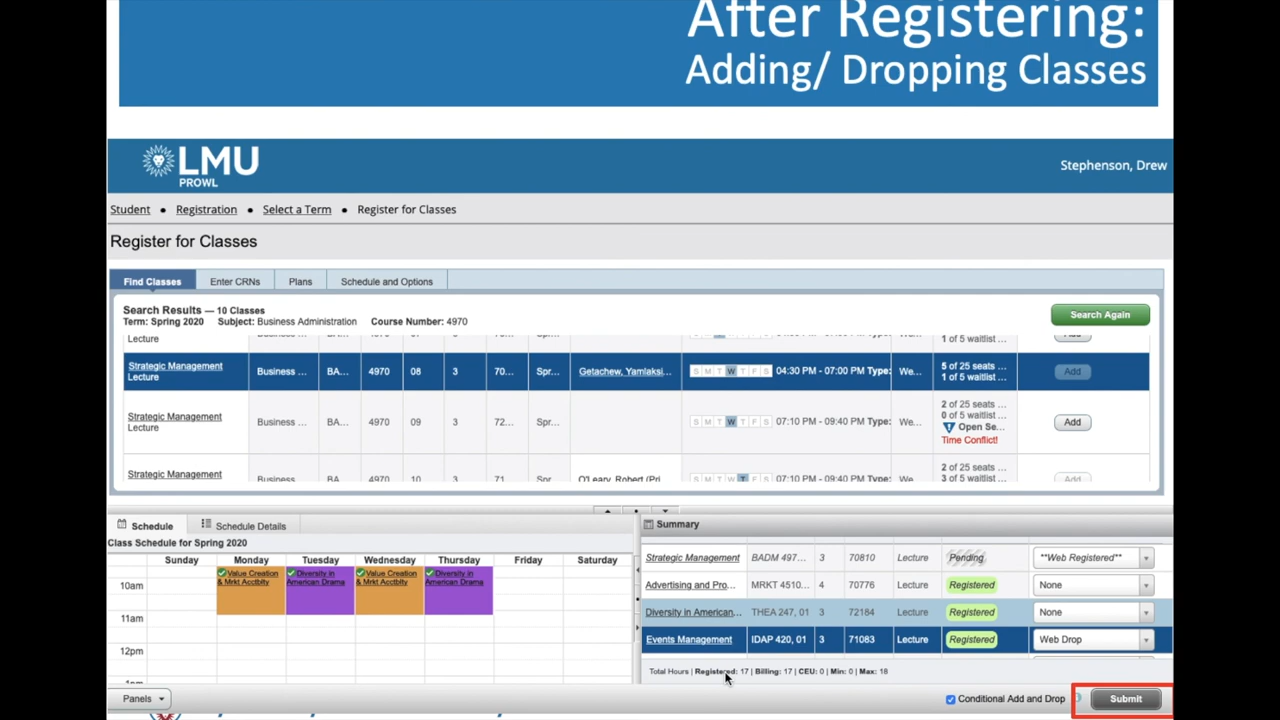 After Registering:
Adding/ Dropping Classes
LMU
PROWL
Stephenson, Drew
Student • Registration • Select a Term • Register for Classes
Register for Classes
Find Classes Enter CRNs Plans Schedule and Options
Search Results — 10 Classes
Term: Spring 2020 Subject: Business Administration Course Number: 4970
Search Again
Lecture
1 of 5 waitlist ...
Strategic Management
Lecture
Business ... BA... 4970 08 3 70... Spr... Getachew, Yamlaksi... S M T W T F S 04:30 PM - 07:00 PM Type: We...
5 of 25 seats ...
1 of 5 waitlist ...
Add
Strategic Management
Lecture
Business ... BA... 4970 09 3 72... Spr... S M T W T F S 07:10 PM - 09:40 PM Type: We...
2 of 25 seats ...
0 of 5 waitlist ...
Open Se...
Time Conflict!
Add
Strategic Management
Business BA 4970 10 3 71 Spr O'Leary, Robert (Pri S M T W T F S 07:10 PM - 09:40 PM Type: We...
2 of 25 seats ...
3 of 5 waitlist ...
Add
Schedule Schedule Details
Class Schedule for Spring 2020
Sunday Monday Tuesday Wednesday Thursday Friday Saturday
10am
Value Creation
& Mrkt Acctblty
Diversity in
American Drama
Value Creation
& Mrkt Acctblty
Diversity in
American Drama
11am
12pm
Summary
Strategic Management BADM 497... 3 70810 Lecture Pending **Web Registered**
Advertising and Pro... MRKT 4510... 4 70776 Lecture Registered None
Diversity in American... THEA 247, 01 3 72184 Lecture Registered None
Events Management IDAP 420, 01 3 71083 Lecture Registered Web Drop
Total Hours | Registered: 17 | Billing: 17 | CEU: 0 | Min: 0 | Max: 18
Panels
Conditional Add and Drop
Submit